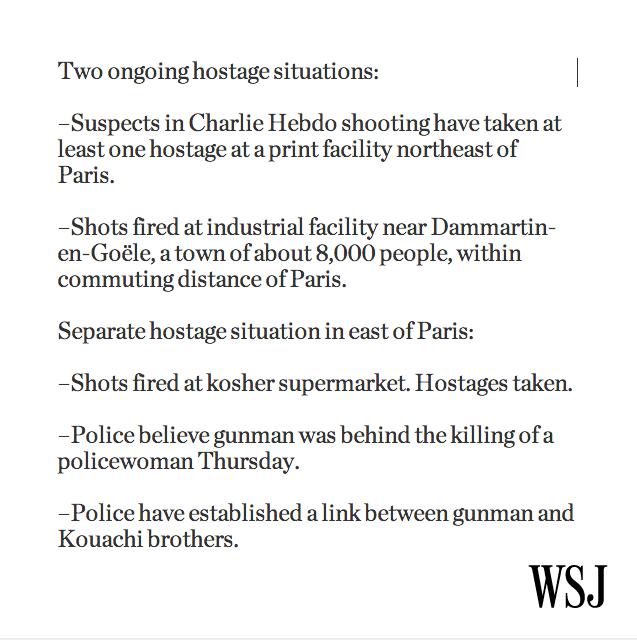 Two ongoing hostage situations:
–Suspects in Charlie Hebdo shooting have taken at
least one hostage at a print facility northeast of
Paris.
–Shots fired at industrial facility near Dammartin-
en-Goële, a town of about 8,000 people, within
commuting distance of Paris.
Separate hostage situation in east of Paris:
–Shots fired at kosher supermarket. Hostages taken.
–Police believe gunman was behind the killing of a
policewoman Thursday.
–Police have established a link between gunman and
Kouachi brothers.
WSJ